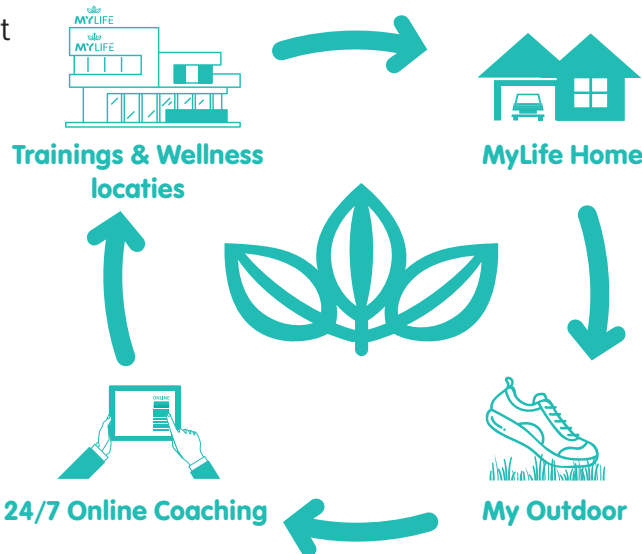 t
MYLIFE
MYLIFE
Trainings & Wellness
locaties
MyLife Home
ONLINE
24/7 Online Coaching
My Outdoor